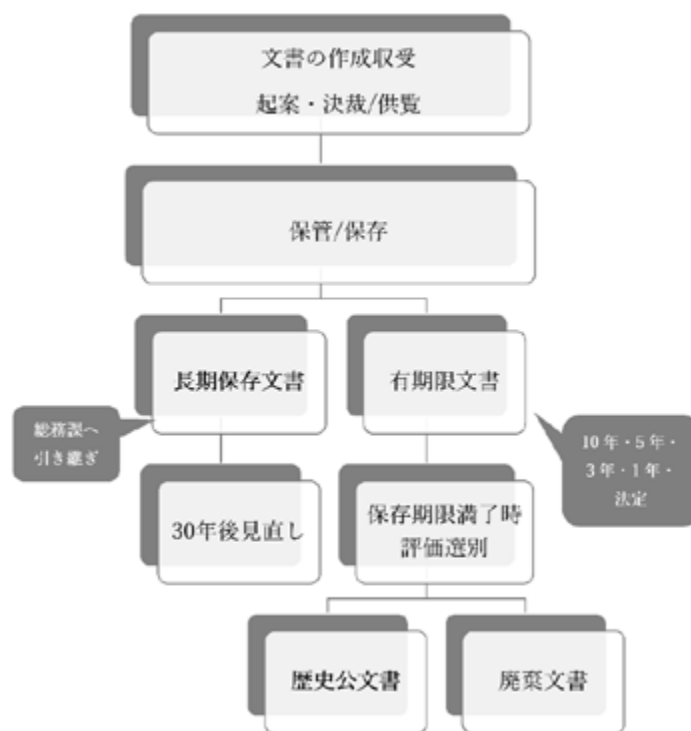 文書の作成収受
起案・決裁/供覧
保管/保存
長期保存文書
有期限文書
総務課へ
引き継ぎ
10年・5年・
3年・1年・
法定
30年後見直し
保存期限満了時
評価選別
歴史公文書
廃棄文書